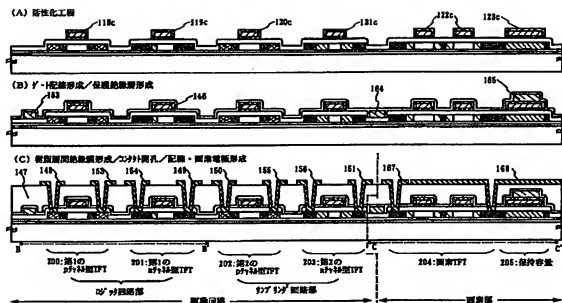 (A) 活性化工程
118c 119c 120c 121c 122c 123c
(B) ゲート配線形成/保護絶縁膜形成
163 146 164 165
(C) 樹脂層間絶縁膜形成/コンタクト開孔/配線・画素電極形成
147 148 153 154 149 150 155 156 151 167 168
B B' C C'
200:第1の pチャネル型TFT
201:第1の nチャネル型TFT
202:第2の pチャネル型TFT
203:第2の nチャネル型TFT
204:画素TFT
205:保持容量
ロジック回路部 サンプリング回路部
駆動回路 画素部